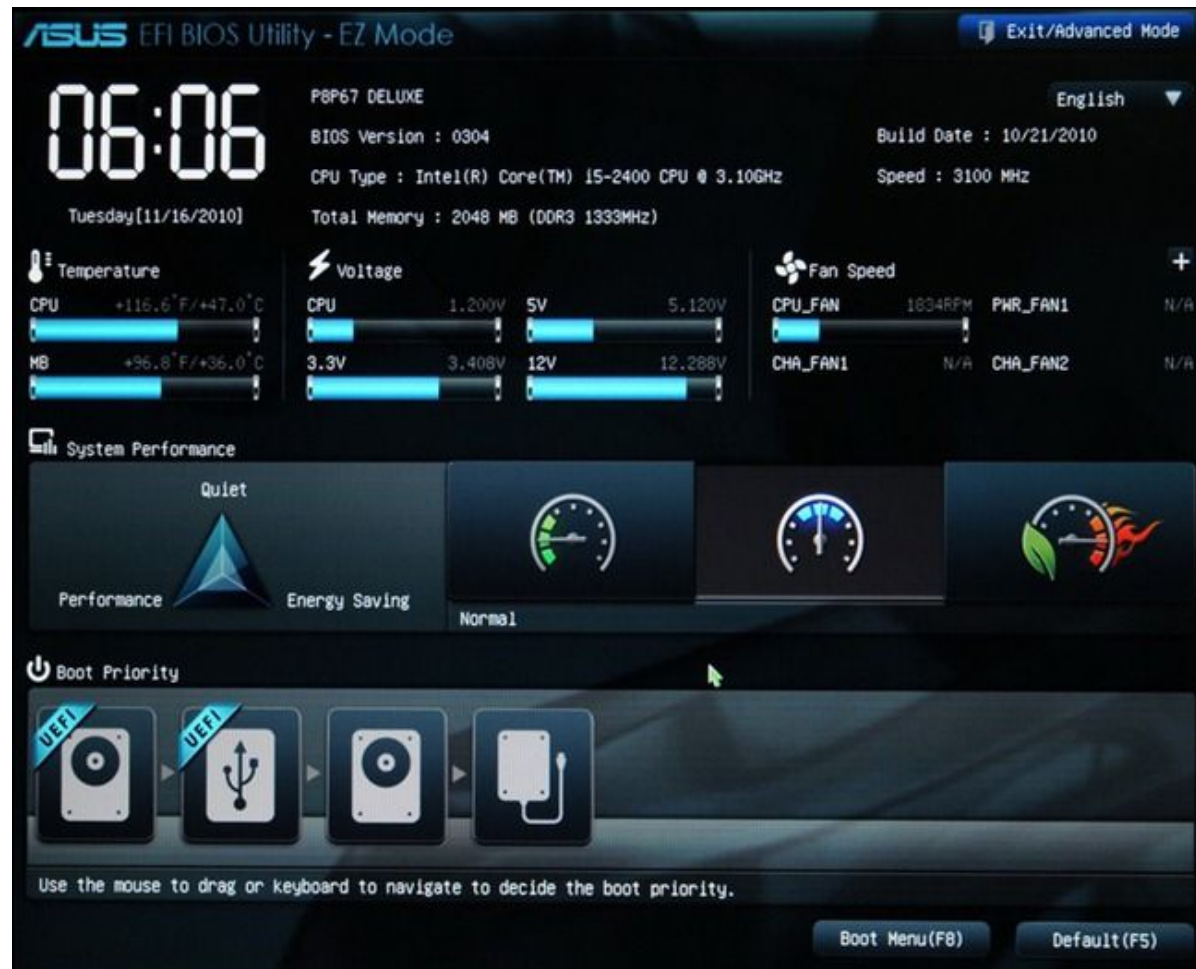 ASUS EFI BIOS Utility - EZ Mode
Exit/Advanced Mode
06:06
Tuesday[11/16/2010]
P8P67 DELUXE
English
BIOS Version : 0304
Build Date : 10/21/2010
CPU Type : Intel(R) Core(TM) i5-2400 CPU @ 3.10GHz
Speed : 3100 MHz
Total Memory : 2048 MB (DDR3 1333MHz)
Temperature
CPU +116.6°F/+47.0°C
MB +96.8°F/+36.0°C
Voltage
CPU 1.200V 5V 5.120V
3.3V 3.408V 12V 12.288V
Fan Speed
+
CPU_FAN 1834RPM PWR_FAN1 N/A
CHA_FAN1 N/A CHA_FAN2 N/A
System Performance
Quiet
Performance
Energy Saving
Normal
Boot Priority
UEFI
UEFI
Use the mouse to drag or keyboard to navigate to decide the boot priority.
Boot Menu(F8)
Default(F5)